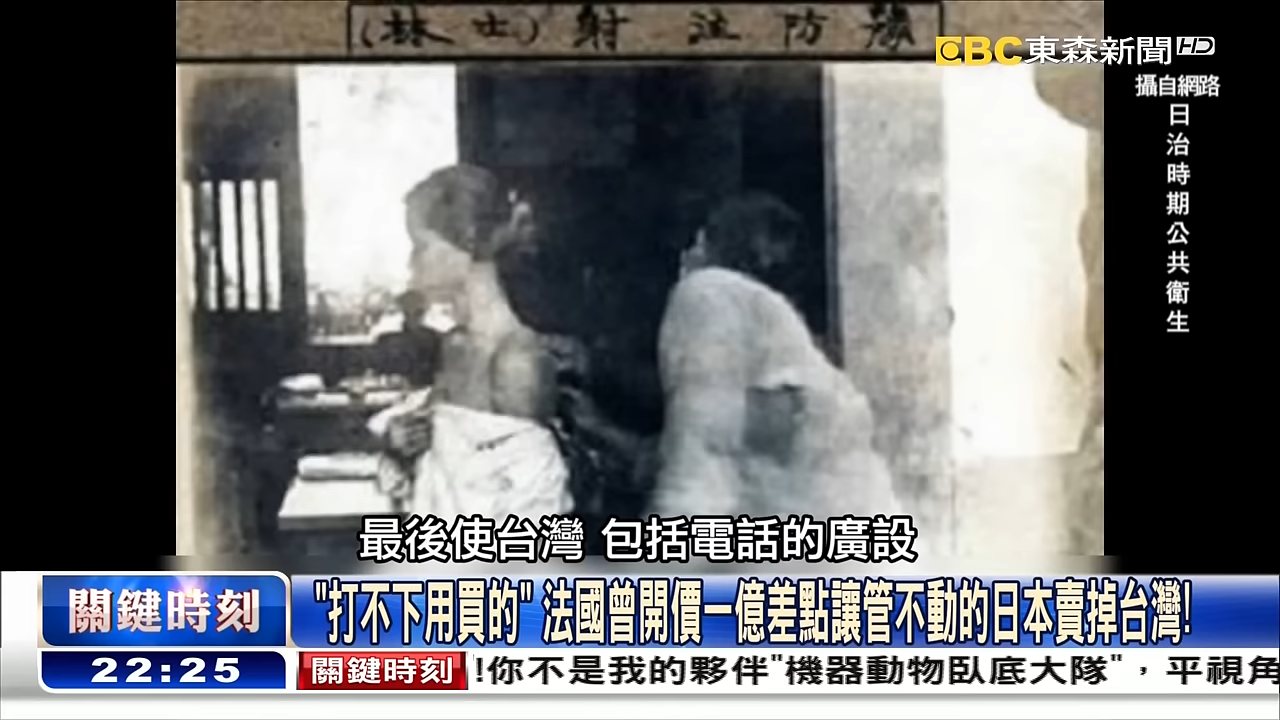 (林士)射注防豫
EBC東森新聞HD
攝自網路
日治時期公共衛生
最後使台灣 包括電話的廣設
關鍵時刻
"打不下用買的" 法國曾開價一億差點讓管不動的日本賣掉台灣!
22:25
關鍵時刻
!你不是我的夥伴"機器動物臥底大隊"，平視角